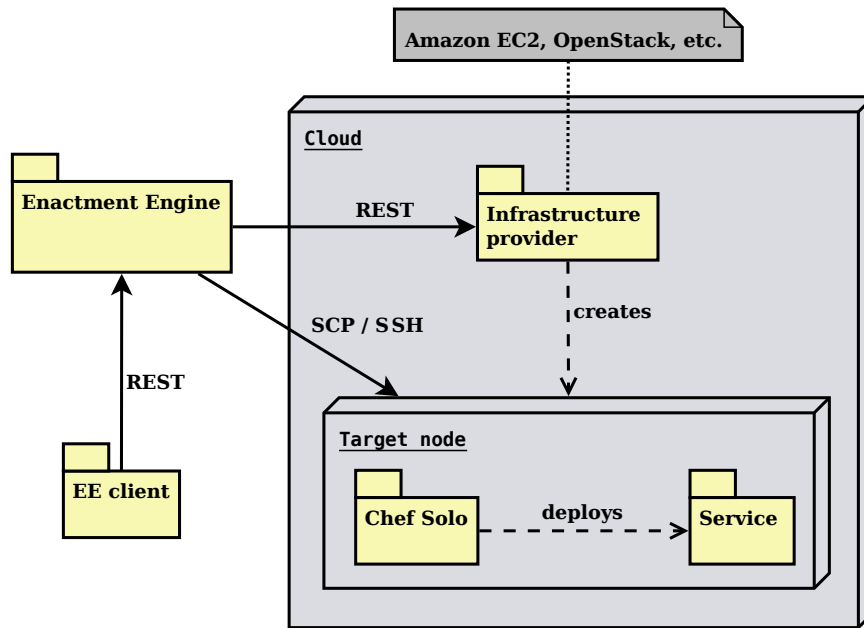 Amazon EC2, OpenStack, etc.
Cloud
Enactment Engine
REST
Infrastructure
provider
SCP / SSH
creates
REST
Target node
EE client
Chef Solo
deploys
Service